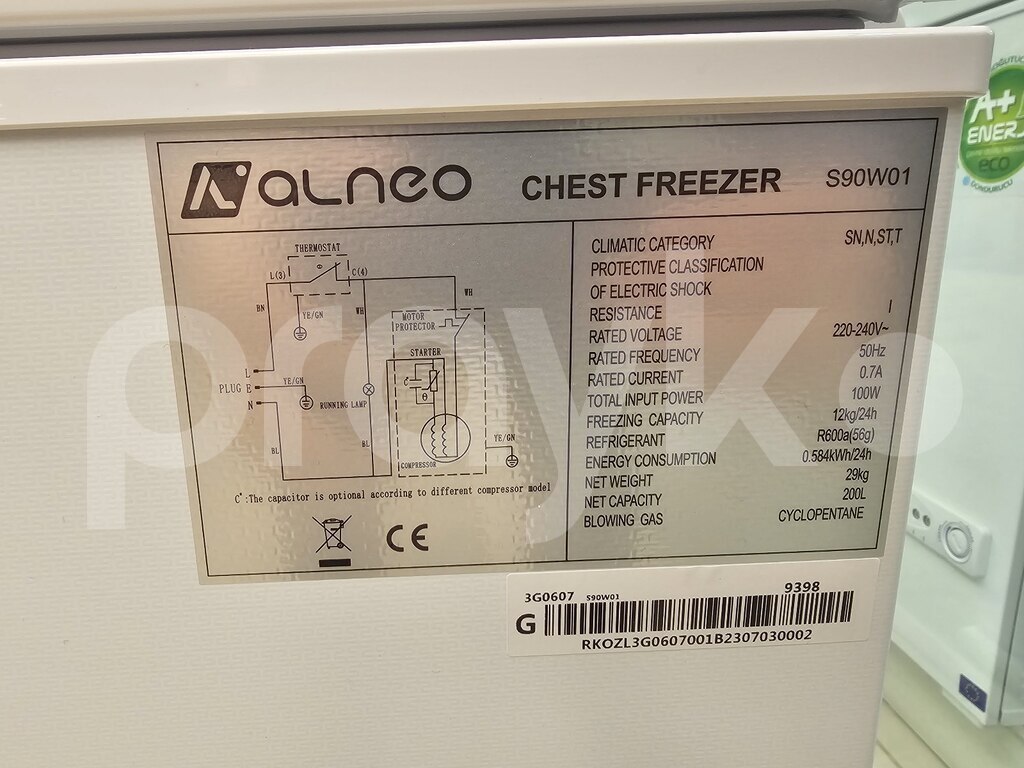 ALNEO CHEST FREEZER S90W01
THERMOSTAT
L(3) C(4)
BN
YE/GN
WH
WH
MOTOR
PROTECTOR
STARTER
C*
θ
L
PLUG E
N
YE/GN
RUNNING LAMP
BL
BL
COMPRESSOR
YE/GN
C*:The capacitor is optional according to different compressor model
CE
CLIMATIC CATEGORY SN,N,ST,T
PROTECTIVE CLASSIFICATION
OF ELECTRIC SHOCK
RESISTANCE I
RATED VOLTAGE 220-240V~
RATED FREQUENCY 50Hz
RATED CURRENT 0.7A
TOTAL INPUT POWER 100W
FREEZING CAPACITY 12kg/24h
REFRIGERANT R600a(56g)
ENERGY CONSUMPTION 0.584kWh/24h
NET WEIGHT 29kg
NET CAPACITY 200L
BLOWING GAS CYCLOPENTANE
3G0607 S90W01 9398
G
RKOZL3G0607001B2307030002
A+
ENERJ
eco
DONDURUCU
prayko